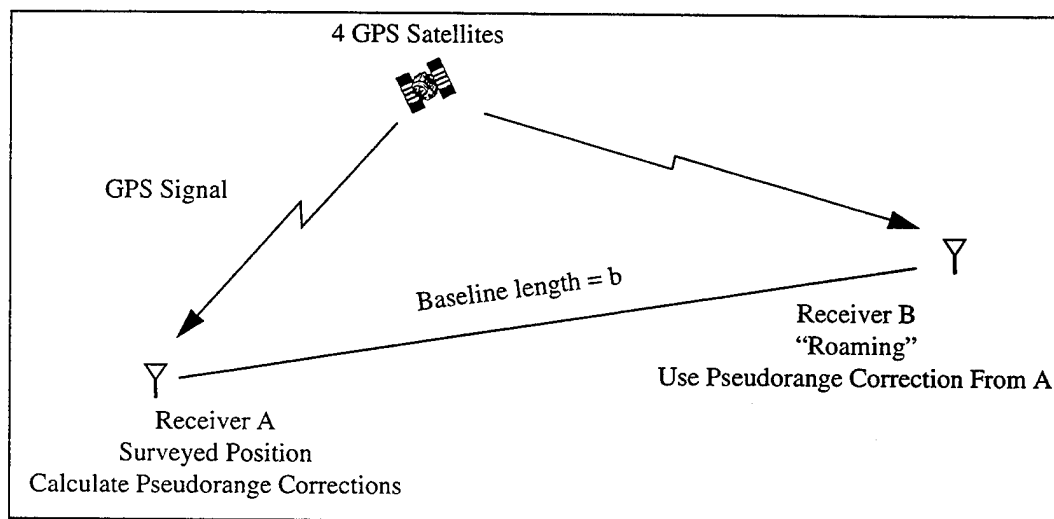 4 GPS Satellites
GPS Signal
Baseline length = b
Receiver B
“Roaming”
Use Pseudorange Correction From A
Receiver A
Surveyed Position
Calculate Pseudorange Corrections